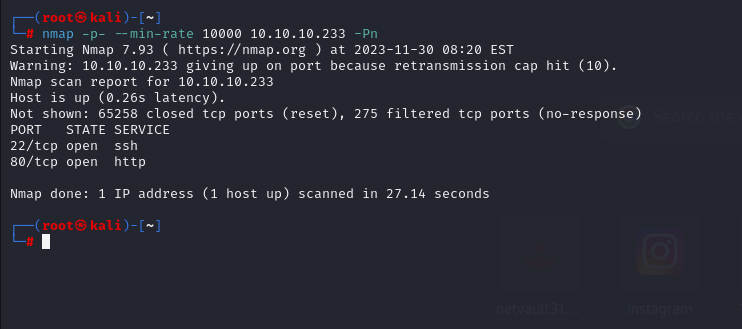 ┌──(root㉿kali)-[~]
└─# nmap -p- --min-rate 10000 10.10.10.233 -Pn
Starting Nmap 7.93 ( https://nmap.org ) at 2023-11-30 08:20 EST
Warning: 10.10.10.233 giving up on port because retransmission cap hit (10).
Nmap scan report for 10.10.10.233
Host is up (0.26s latency).
Not shown: 65258 closed tcp ports (reset), 275 filtered tcp ports (no-response)
PORT   STATE SERVICE
22/tcp open  ssh
80/tcp open  http
Nmap done: 1 IP address (1 host up) scanned in 27.14 seconds
┌──(root㉿kali)-[~]
└─#
Search the
netvault31... Instagram